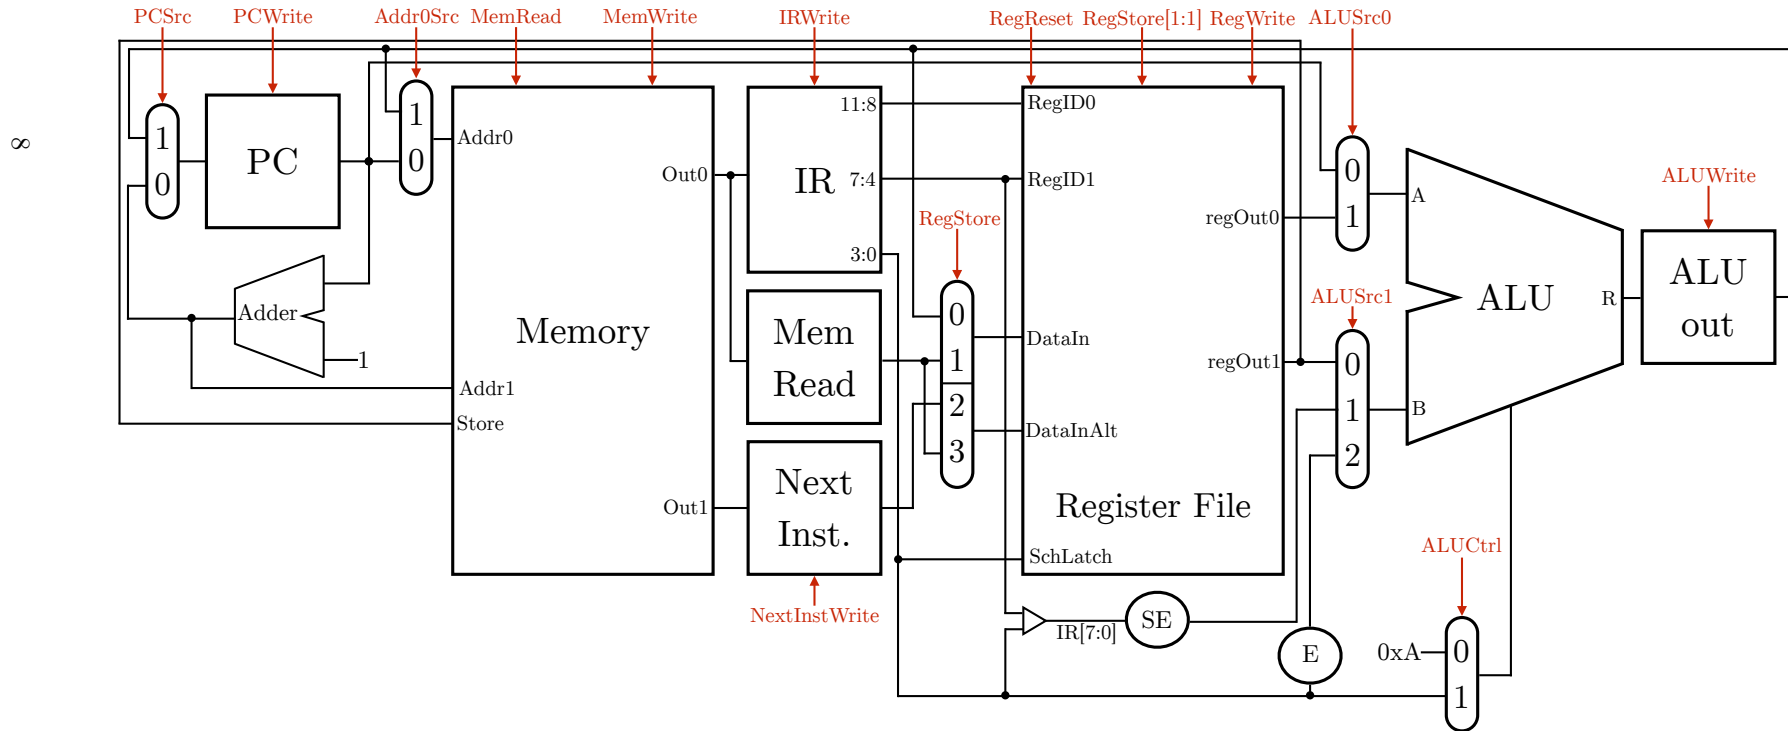 PCSrc
PCWrite
Addr0Src
MemRead
MemWrite
IRWrite
RegReset
RegStore[1:1]
RegWrite
ALUSrc0
∞
1
0
PC
1
0
Addr0
Out0
Memory
Addr1
Store
Out1
Adder
1
11:8
7:4
3:0
IR
Mem
Read
Next
Inst.
NextInstWrite
RegStore
0
1
2
3
RegID0
RegID1
regOut0
DataIn
regOut1
DataInAlt
Register File
SchLatch
IR[7:0]
SE
E
0
1
ALUSrc1
0
1
2
A
B
ALU
R
ALUWrite
ALU
out
ALUCtrl
0xA
0
1